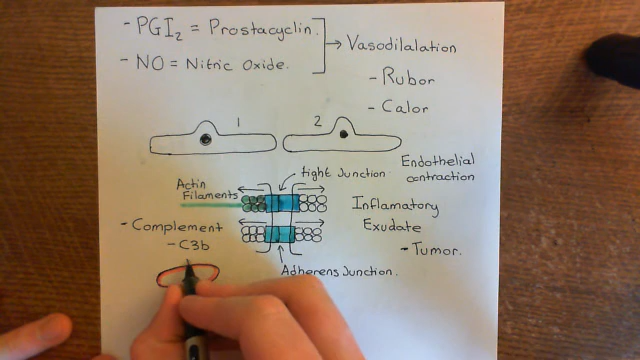 - PGI2 = Prostacyclin.
- NO = Nitric Oxide.
Vasodilalation
- Rubor
- Calor
1
2
Endothelial
contraction
tight Junction
Actin
Filaments
Inflamatory
Exudate
- Tumor.
- Complement
- C3b
Adherens Junction.